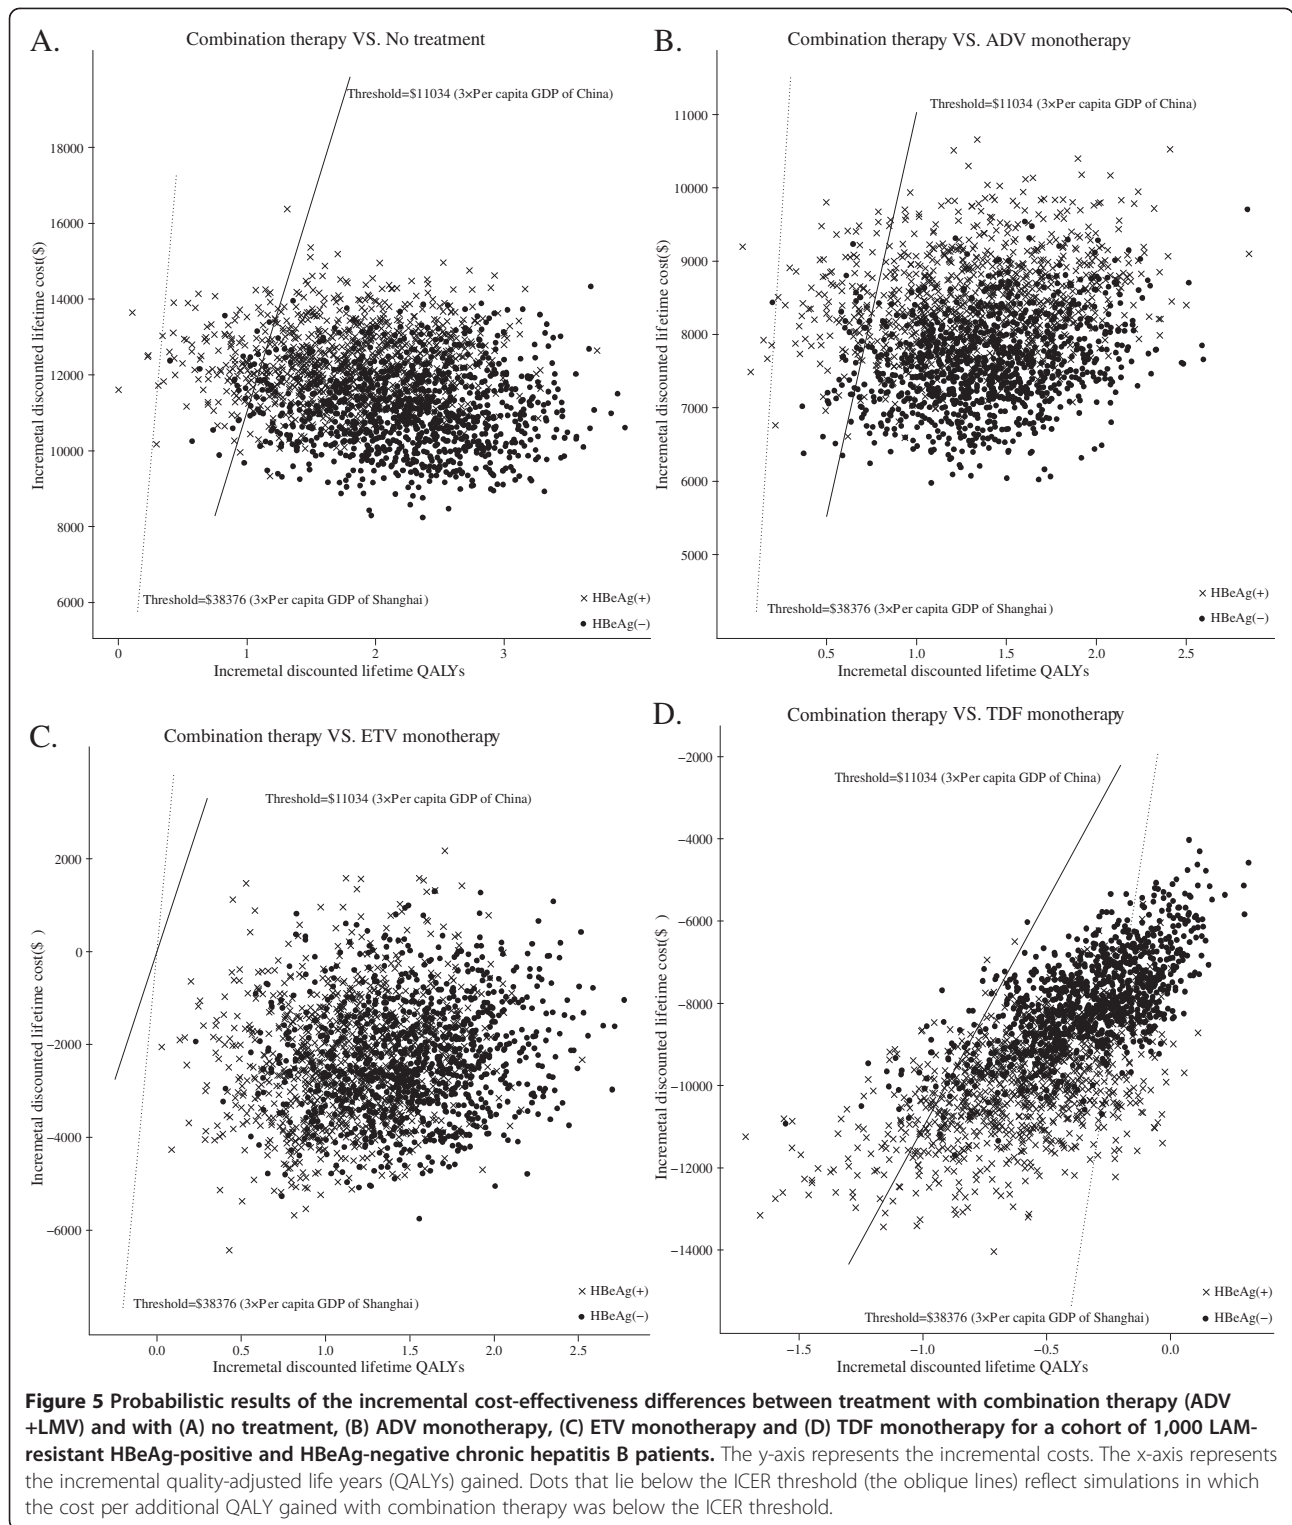 A.
Combination therapy VS. No treatment
Threshold=$11034 (3×Per capita GDP of China)
18000
16000
14000
12000
10000
8000
6000
Incremetal discounted lifetime cost($)
Threshold=$38376 (3×Per capita GDP of Shanghai)
× HBeAg(+)
● HBeAg(−)
0 1 2 3
Incremetal discounted lifetime QALYs
B.
Combination therapy VS. ADV monotherapy
Threshold=$11034 (3×Per capita GDP of China)
11000
10000
9000
8000
7000
6000
5000
Incremetal discounted lifetime cost($)
Threshold=$38376 (3×Per capita GDP of Shanghai)
× HBeAg(+)
● HBeAg(−)
0.5 1.0 1.5 2.0 2.5
Incremetal discounted lifetime QALYs
C.
Combination therapy VS. ETV monotherapy
Threshold=$11034 (3×Per capita GDP of China)
2000
0
−2000
−4000
−6000
Incremetal discounted lifetime cost($ )
Threshold=$38376 (3×Per capita GDP of Shanghai)
× HBeAg(+)
● HBeAg(−)
0.0 0.5 1.0 1.5 2.0 2.5
Incremetal discounted lifetime QALYs
D.
Combination therapy VS. TDF monotherapy
Threshold=$11034 (3×Per capita GDP of China)
−2000
−4000
−6000
−8000
−10000
−12000
−14000
Incremetal discounted lifetime cost($ )
Threshold=$38376 (3×Per capita GDP of Shanghai)
× HBeAg(+)
● HBeAg(−)
−1.5 −1.0 −0.5 0.0
Incremetal discounted lifetime QALYs
Figure 5 Probabilistic results of the incremental cost-effectiveness differences between treatment with combination therapy (ADV
+LMV) and with (A) no treatment, (B) ADV monotherapy, (C) ETV monotherapy and (D) TDF monotherapy for a cohort of 1,000 LAM-
resistant HBeAg-positive and HBeAg-negative chronic hepatitis B patients. The y-axis represents the incremental costs. The x-axis represents
the incremental quality-adjusted life years (QALYs) gained. Dots that lie below the ICER threshold (the oblique lines) reflect simulations in which
the cost per additional QALY gained with combination therapy was below the ICER threshold.